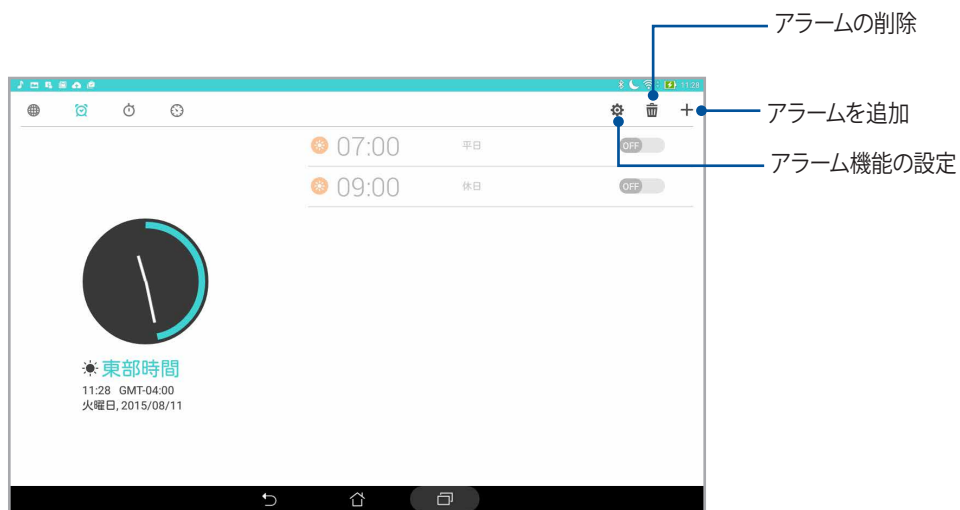 アラームの削除
11:28
アラームを追加
アラーム機能の設定
07:00 平日 OFF
09:00 休日 OFF
東部時間
11:28 GMT-04:00
火曜日, 2015/08/11